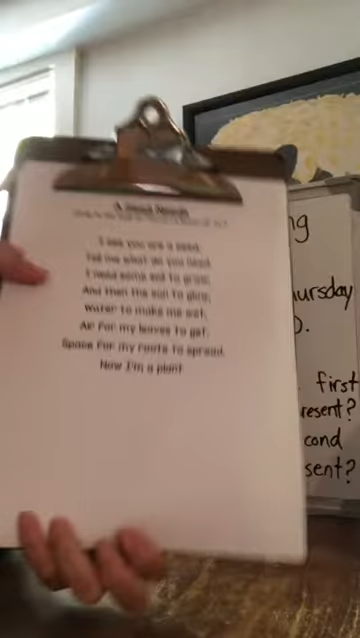 A Seed Needs
I see you are a seed,
Tell me what do you need.
I need some soil to grow,
And then the sun to glow,
Water to make me wet,
Air for my leaves to get,
Space for my roots to spread,
Now I'm a plant
ng
ursday
first
resent?
cond
sent?